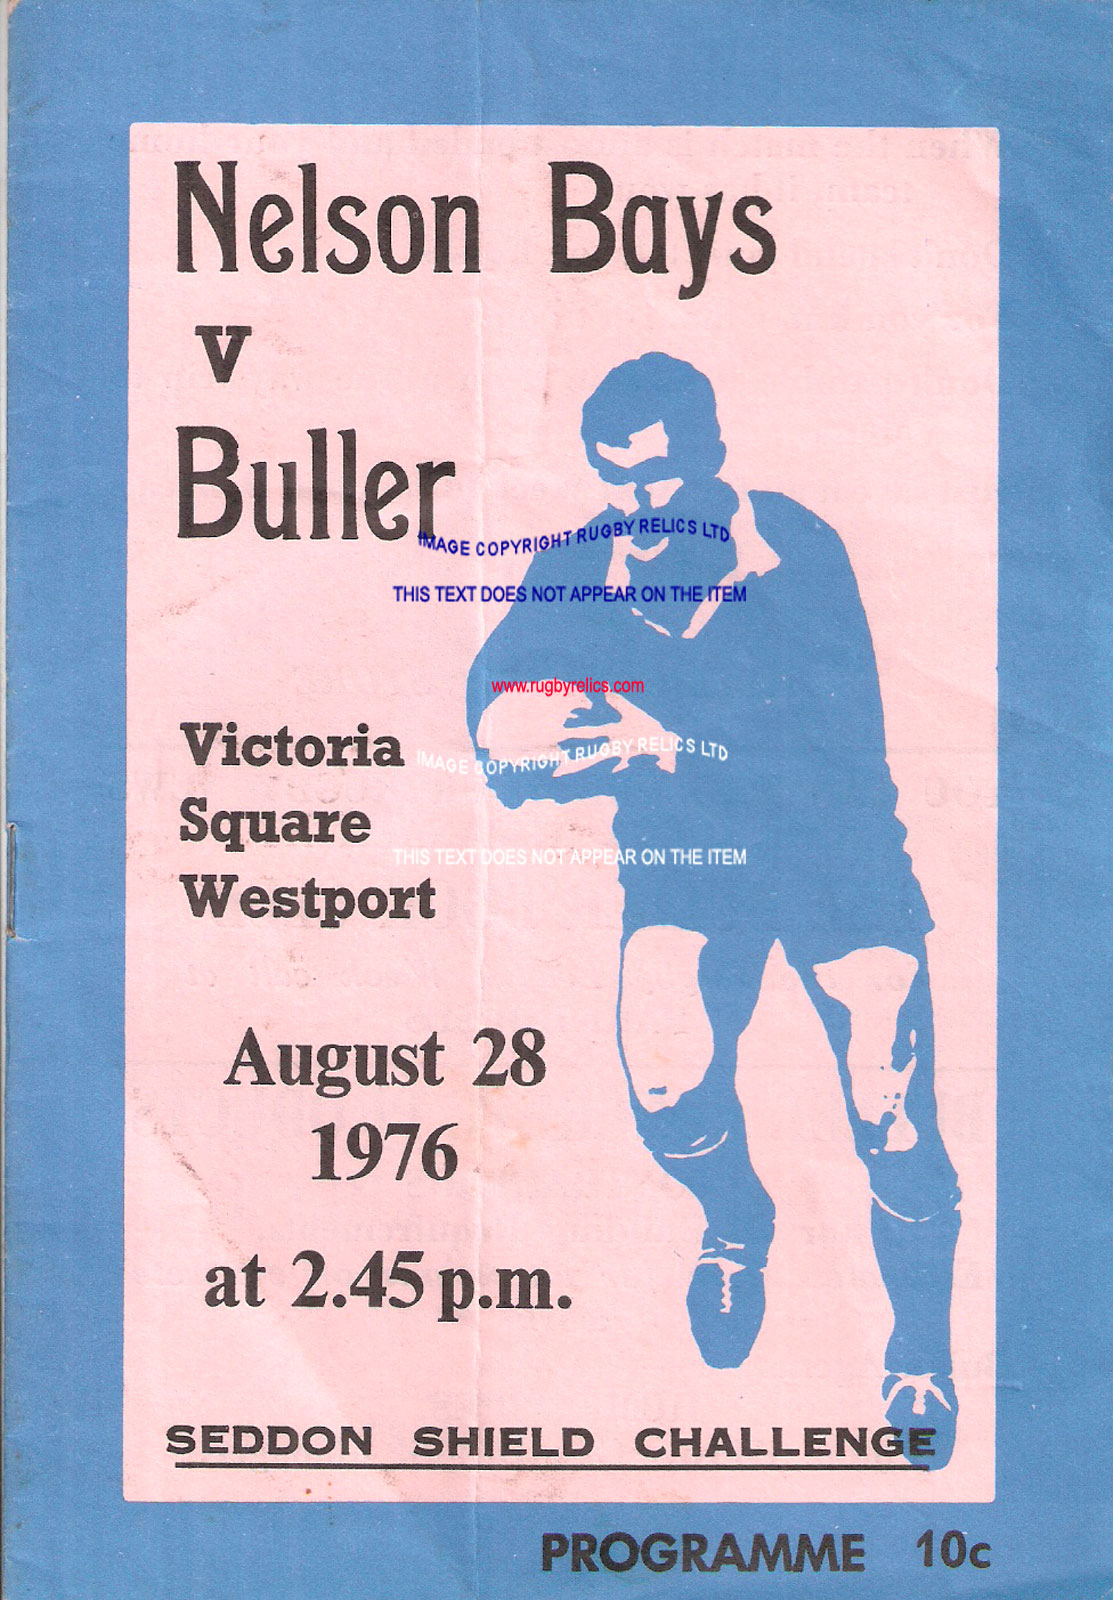 Nelson Bays
v
Buller
IMAGE COPYRIGHT RUGBY RELICS LTD
THIS TEXT DOES NOT APPEAR ON THE ITEM
www.rugbyrelics.com
Victoria
IMAGE COPYRIGHT RUGBY RELICS LTD
Square
THIS TEXT DOES NOT APPEAR ON THE ITEM
Westport
August 28
1976
at 2.45 p.m.
SEDDON SHIELD CHALLENGE
PROGRAMME 10c